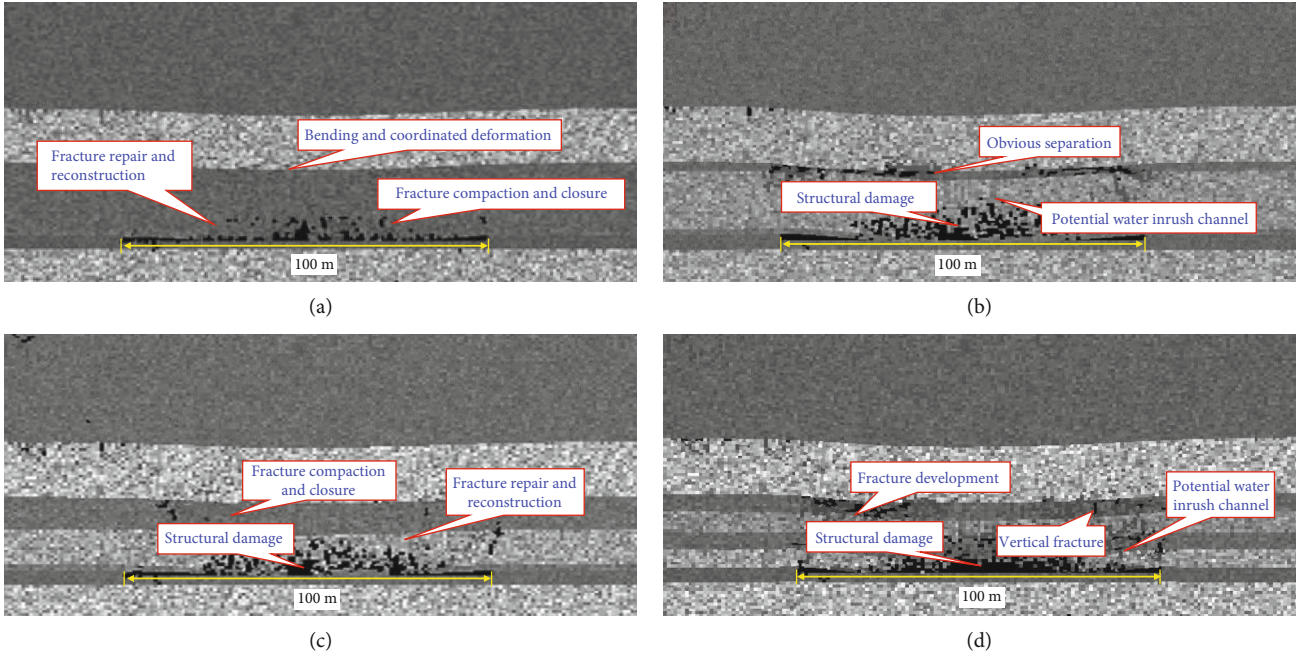 Bending and coordinated deformation
Fracture repair and
reconstruction
Fracture compaction and closure
100 m
(a)
Obvious separation
Structural damage
Potential water inrush channel
100 m
(b)
Fracture compaction
and closure
Fracture repair and
reconstruction
Structural damage
100 m
(c)
Fracture development
Potential water
inrush channel
Structural damage
Vertical fracture
100 m
(d)